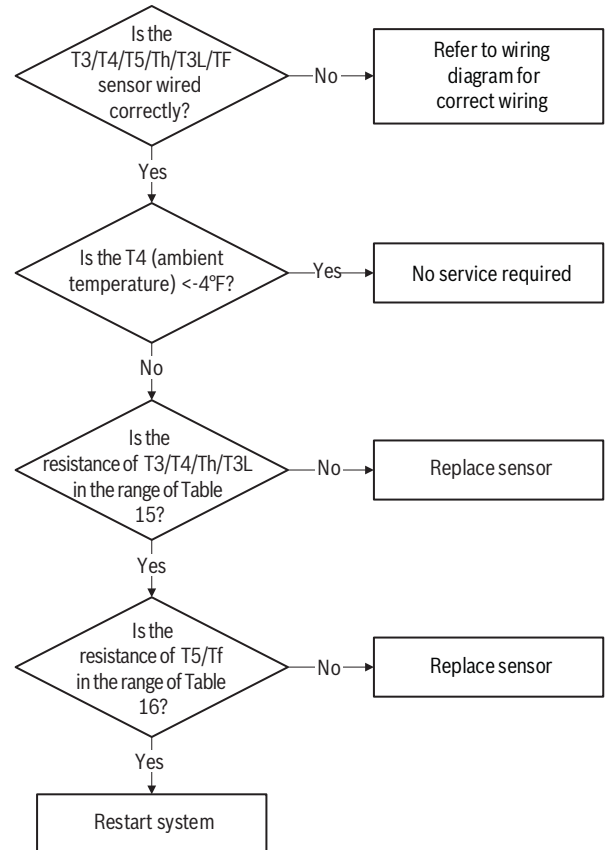 Is the
T3/T4/T5/Th/T3L/TF
sensor wired
correctly?
No
Refer to wiring
diagram for
correct wiring
Yes
Is the T4 (ambient
temperature) <-4°F?
Yes
No service required
No
Is the
resistance of T3/T4/Th/T3L
in the range of Table
15?
No
Replace sensor
Yes
Is the
resistance of T5/Tf
in the range of Table
16?
No
Replace sensor
Yes
Restart system